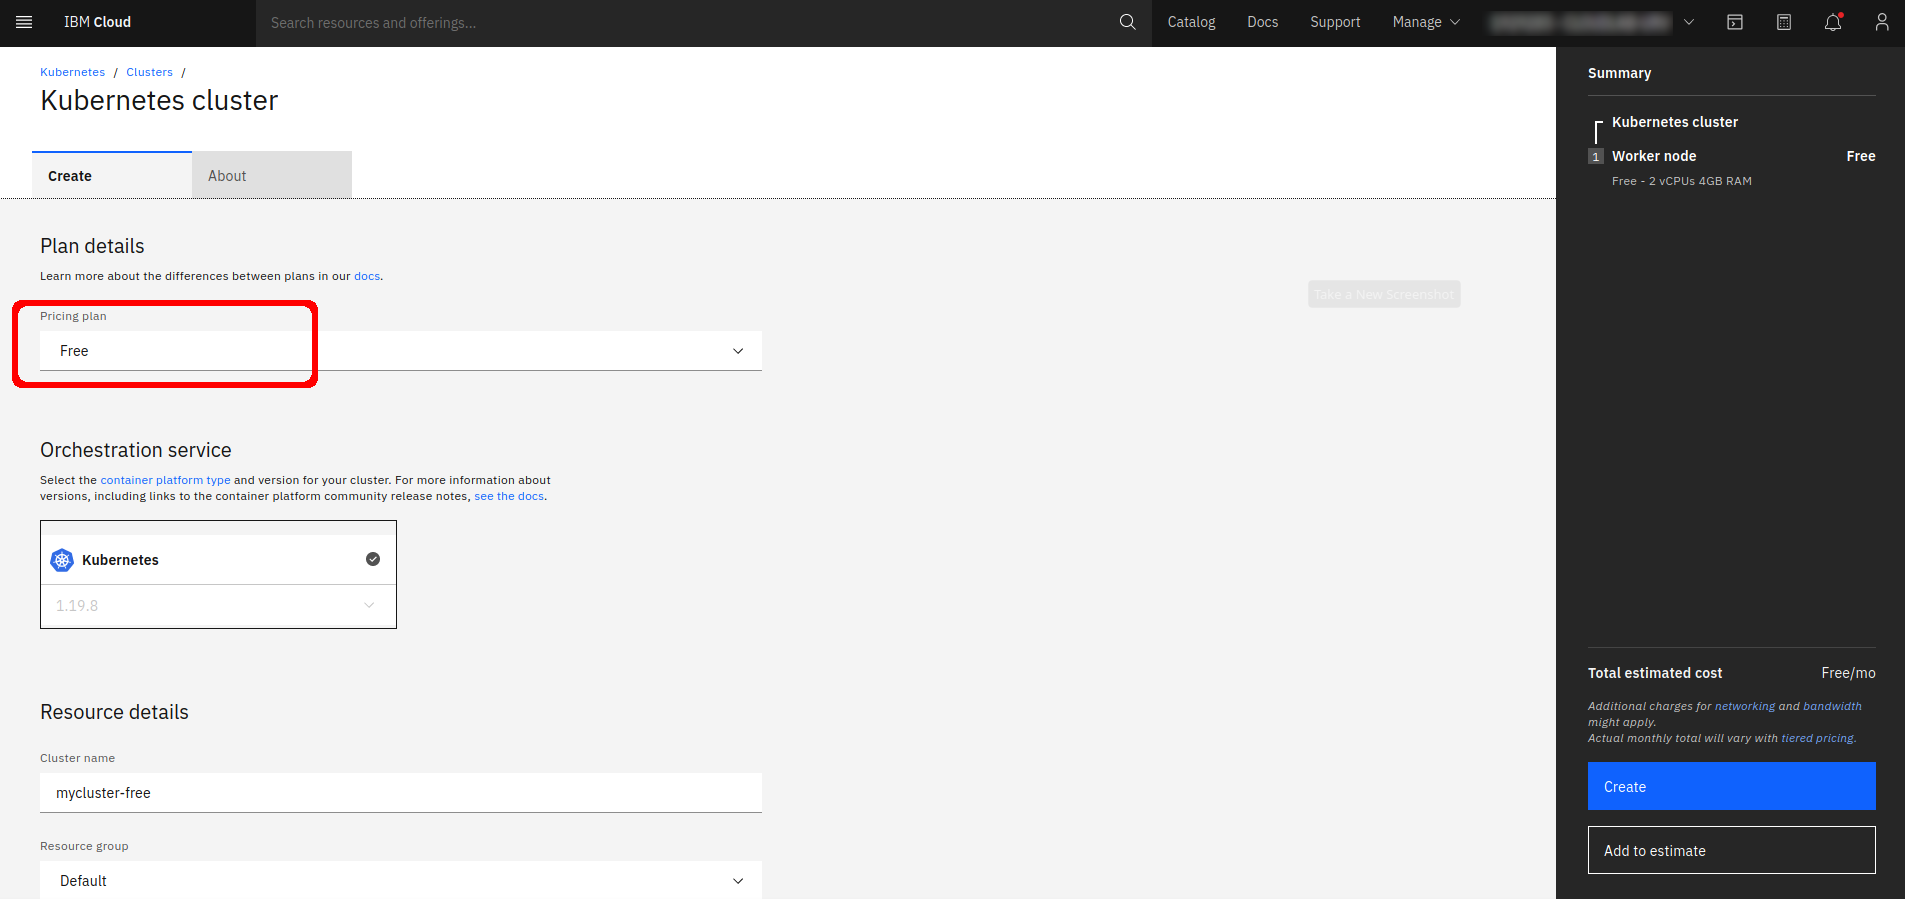 IBM Cloud
Search resources and offerings...
Catalog
Docs
Support
Manage
Kubernetes / Clusters /
Kubernetes cluster
Create
About
Plan details
Learn more about the differences between plans in our docs.
Take a New Screenshot
Pricing plan
Free
Orchestration service
Select the container platform type and version for your cluster. For more information about
versions, including links to the container platform community release notes, see the docs.
Kubernetes
1.19.8
Resource details
Cluster name
mycluster-free
Resource group
Default
Summary
Kubernetes cluster
1 Worker node Free
Free - 2 vCPUs 4GB RAM
Total estimated cost Free/mo
Additional charges for networking and bandwidth
might apply.
Actual monthly total will vary with tiered pricing.
Create
Add to estimate